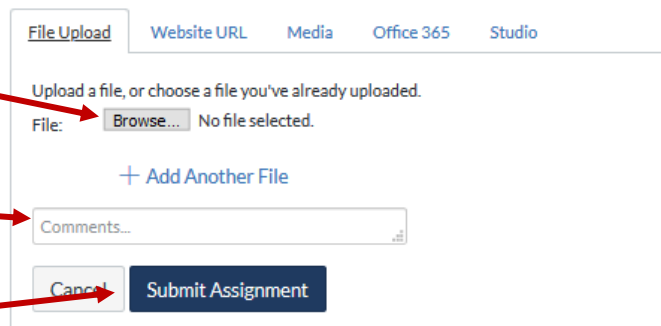 File Upload Website URL Media Office 365 Studio
Upload a file, or choose a file you've already uploaded.
File: Browse... No file selected.
+ Add Another File
Comments...
Cancel Submit Assignment